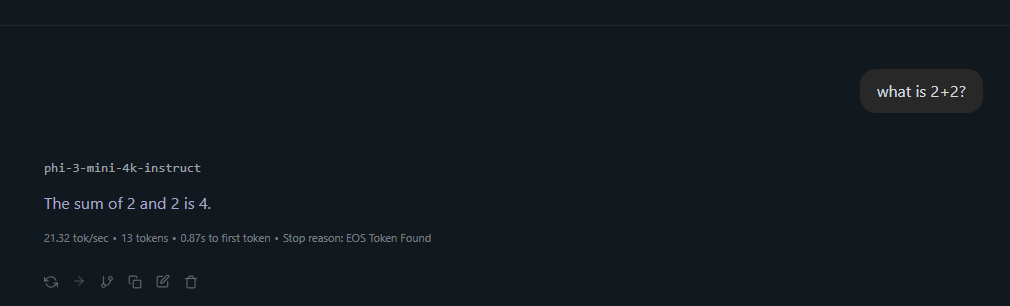 what is 2+2?
phi-3-mini-4k-instruct
The sum of 2 and 2 is 4.
21.32 tok/sec • 13 tokens • 0.87s to first token • Stop reason: EOS Token Found